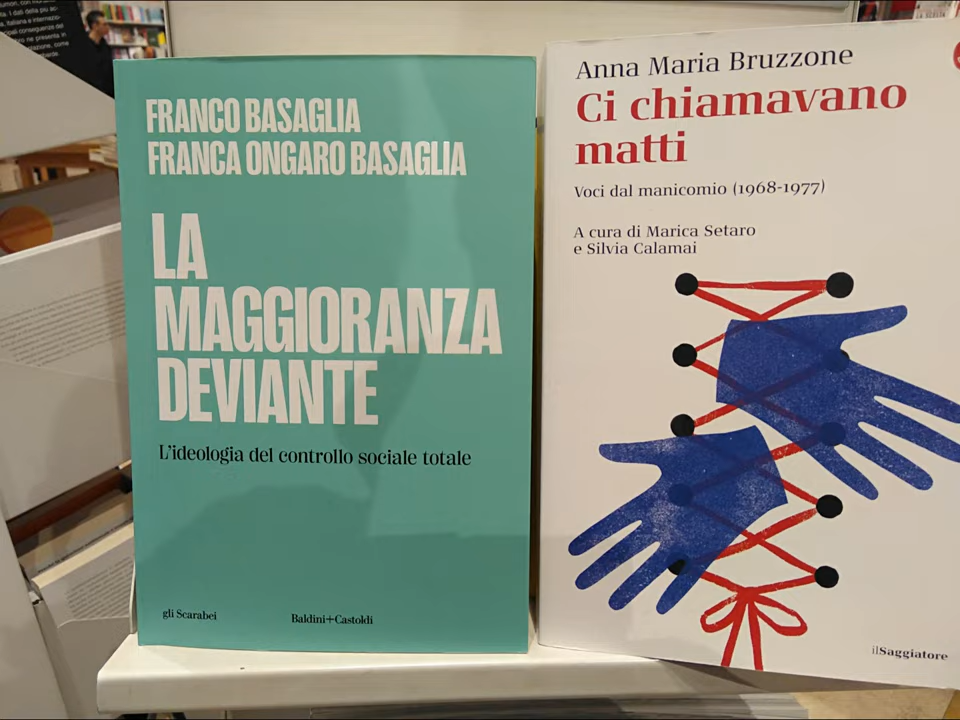 FRANCO BASAGLIA
FRANCA ONGARO BASAGLIA
LA
MAGGIORANZA
DEVIANTE
L'ideologia del controllo sociale totale
gli Scarabei
Baldini+Castoldi
Anna Maria Bruzzone
Ci chiamavano
matti
Voci dal manicomio (1968-1977)
A cura di Marica Setaro
e Silvia Calamai
ilSaggiatore